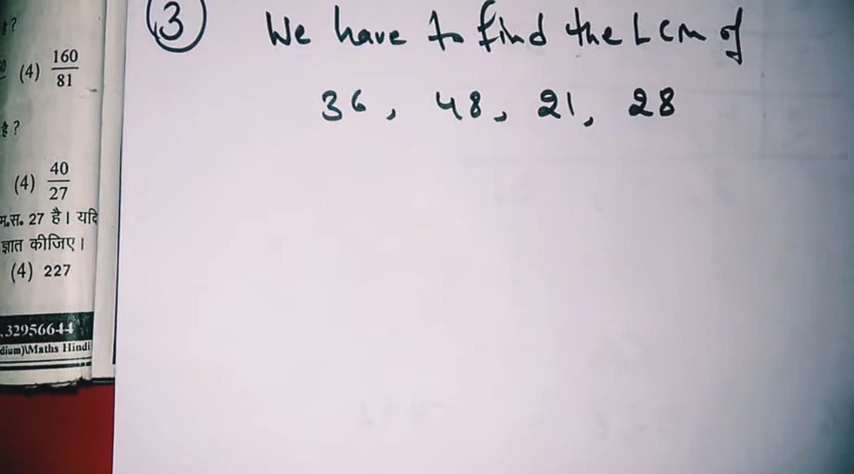 है?
(4) 160/81
है?
(4) 40/27
म.स. 27 है। यदि
ज्ञात कीजिए।
(4) 227
.32956644
dium)\Maths Hindi
3 We have to find the LCM of
36, 48, 21, 28